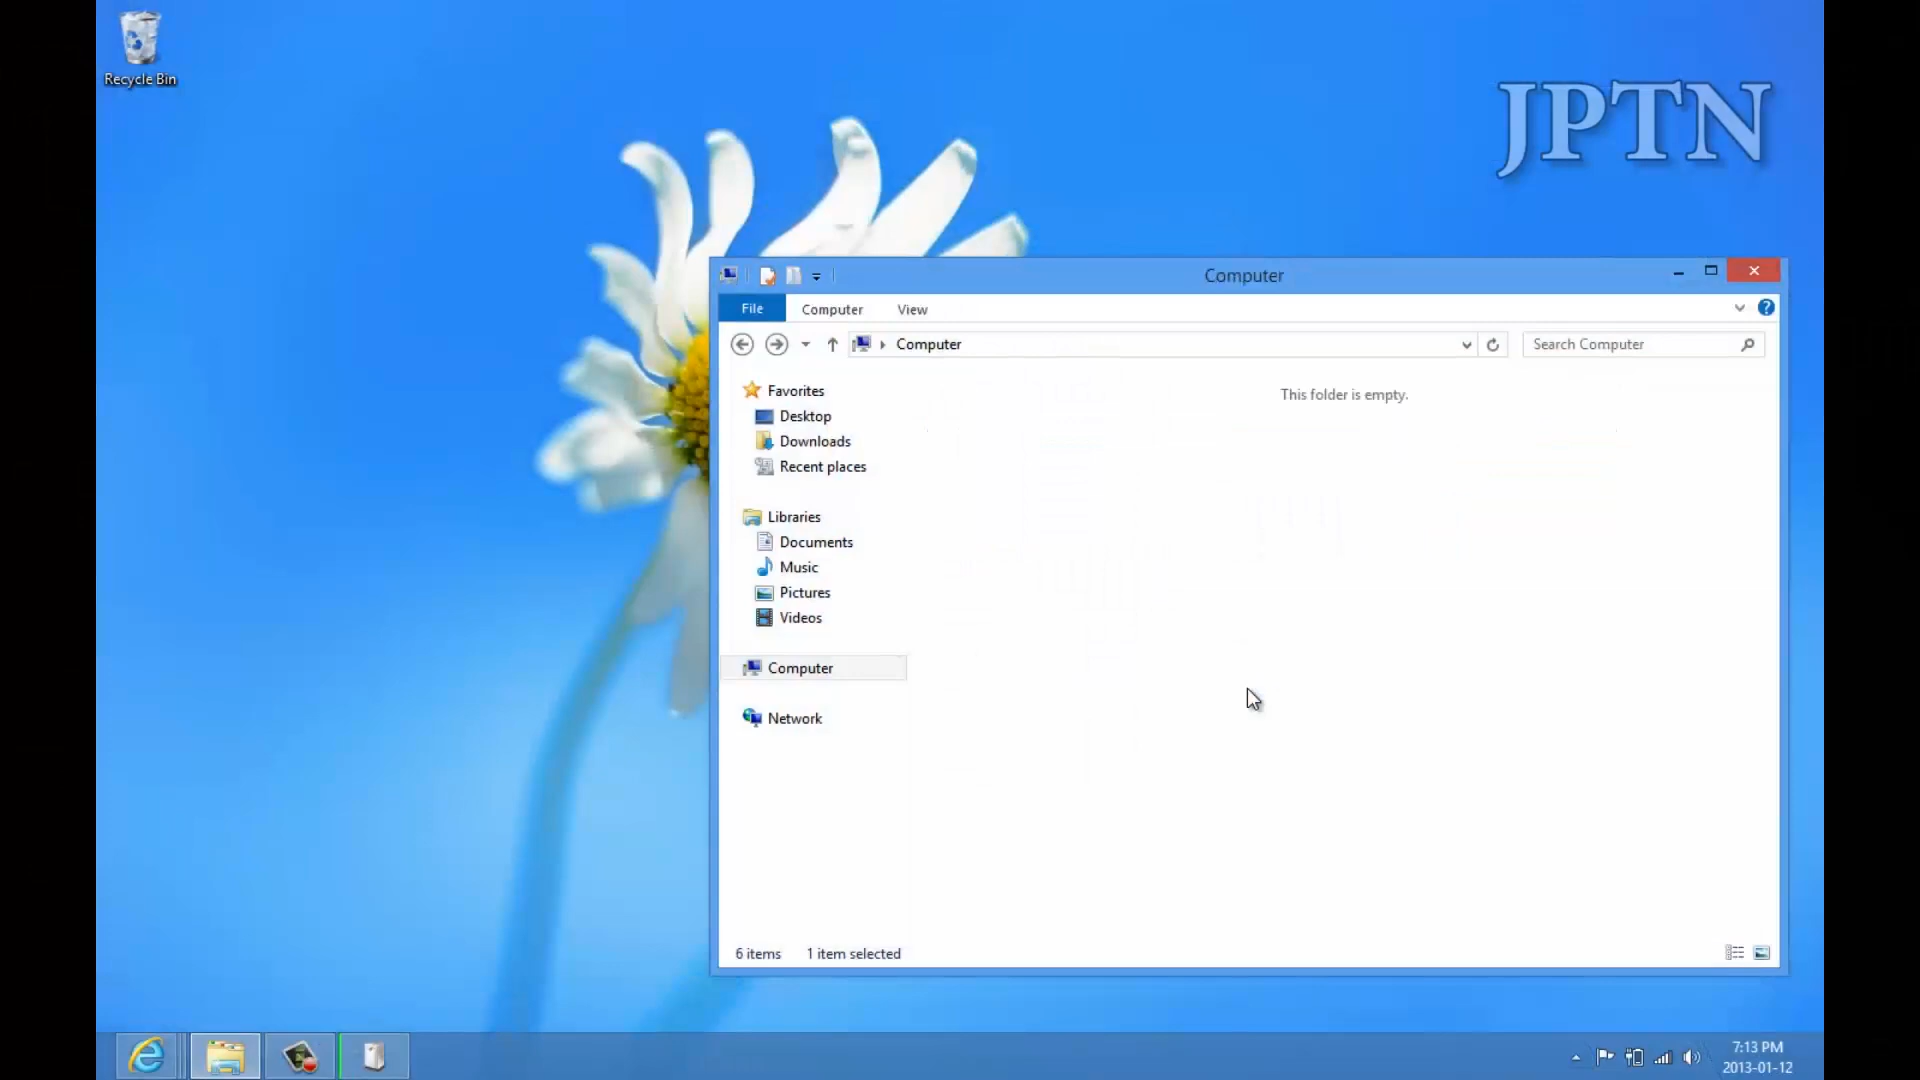 Recycle Bin
JPTN
Computer
File
Computer
View
Computer
Search Computer
Favorites
Desktop
Downloads
Recent places
Libraries
Documents
Music
Pictures
Videos
Computer
Network
This folder is empty.
6 items
1 item selected
7:13 PM
2013-01-12